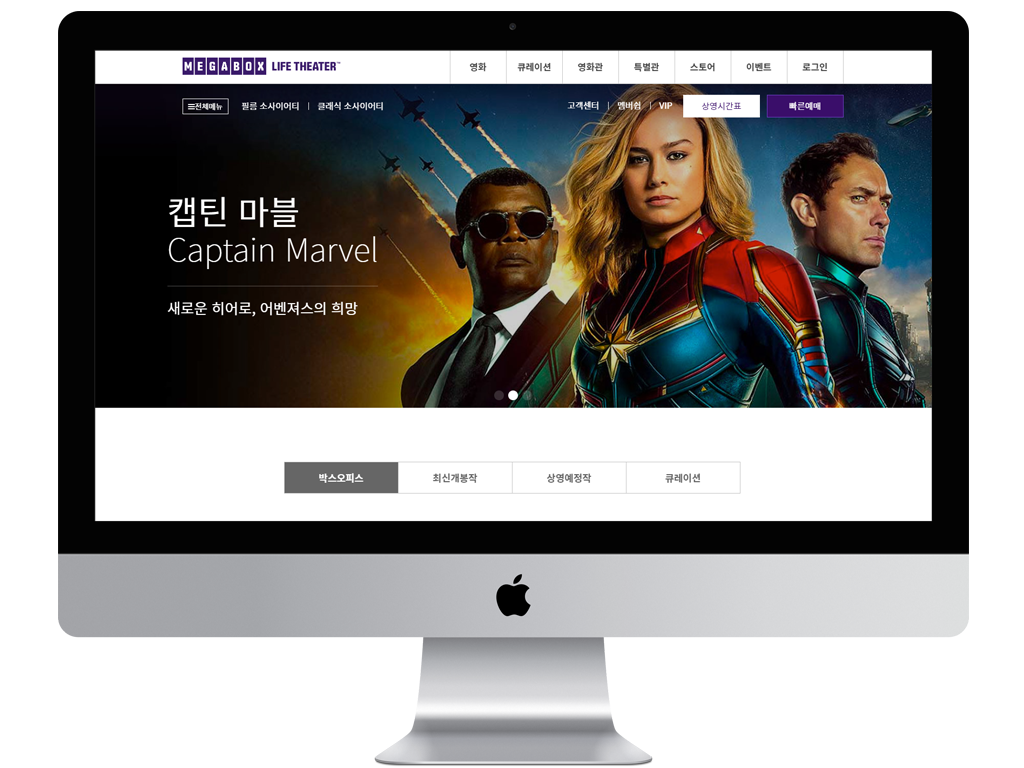 MEGABOX LIFE THEATER™
영화 큐레이션 영화관 특별관 스토어 이벤트 로그인
전체메뉴 필름 소사이어티 | 클래식 소사이어티
고객센터 | 멤버쉽 | VIP 상영시간표 빠른예매
캡틴 마블
Captain Marvel
새로운 히어로, 어벤져스의 희망
박스오피스 최신개봉작 상영예정작 큐레이션